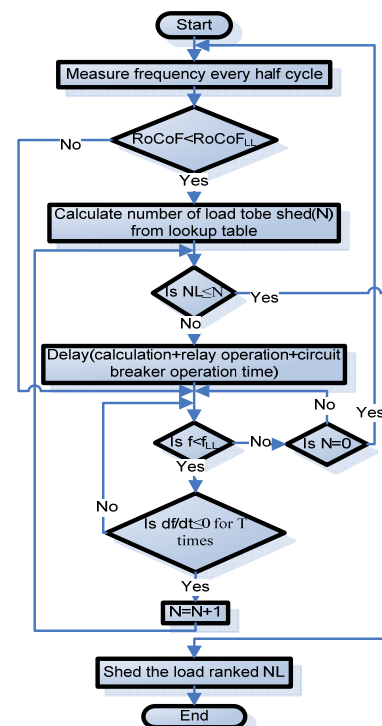 Start
Measure frequency every half cycle
RoCoF<RoCoFLL
No
Yes
Calculate number of load tobe shed(N)
from lookup table
Is NL≤N
Yes
No
Delay(calculation+relay operation+circuit
breaker operation time)
No
Yes
Is f<fLL
No
Is N=0
Yes
No
Is df/dt≤0 for T
times
Yes
N=N+1
Shed the load ranked NL
End